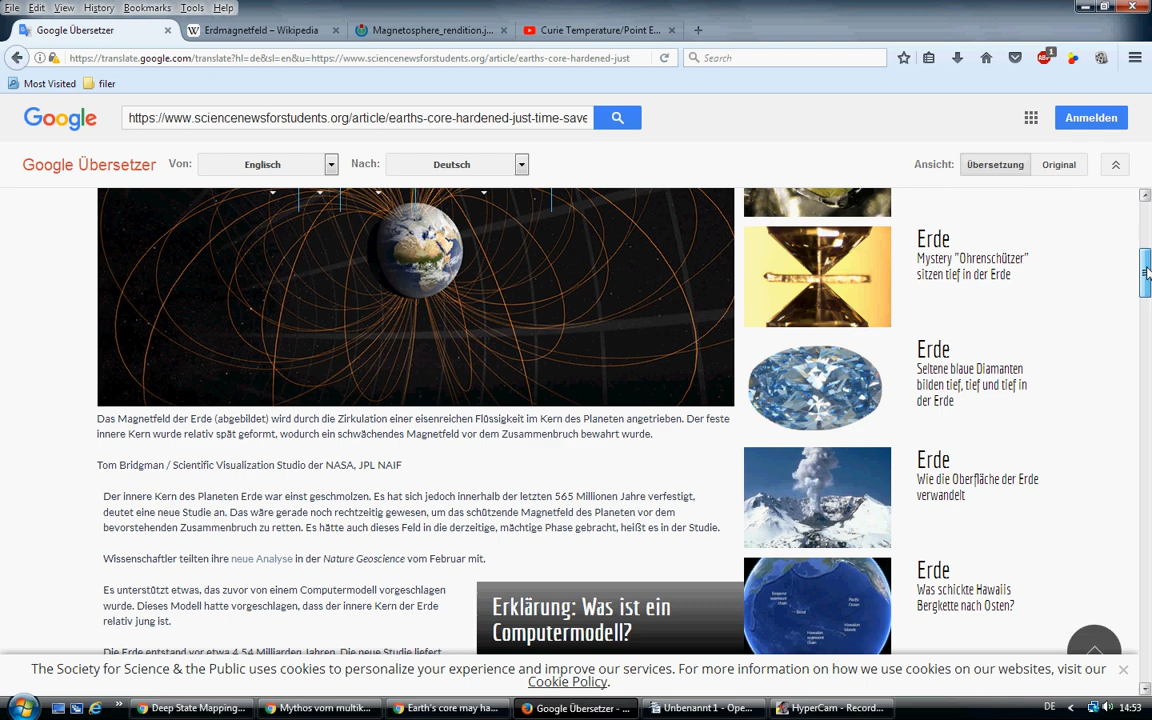 File Edit View History Bookmarks Tools Help
Google Übersetzer
Erdmagnetfeld – Wikipedia
Magnetosphere_rendition.j...
Curie Temperature/Point E...
https://translate.google.com/translate?hl=de&sl=en&u=https://www.sciencenewsforstudents.org/article/earths-core-hardened-just
Search
1
Most Visited
filer
Google
https://www.sciencenewsforstudents.org/article/earths-core-hardened-just-time-save
Anmelden
Google Übersetzer
Von:
Englisch
Nach:
Deutsch
Ansicht:
Übersetzung
Original
Erde
Mystery "Ohrenschützer"
sitzen tief in der Erde
Erde
Seltene blaue Diamanten
bilden tief, tief und tief in
der Erde
Das Magnetfeld der Erde (abgebildet) wird durch die Zirkulation einer eisenreichen Flüssigkeit im Kern des Planeten angetrieben. Der feste
innere Kern wurde relativ spät geformt, wodurch ein schwächendes Magnetfeld vor dem Zusammenbruch bewahrt wurde.
Tom Bridgman / Scientific Visualization Studio der NASA, JPL NAIF
Erde
Wie die Oberfläche der Erde
verwandelt
Der innere Kern des Planeten Erde war einst geschmolzen. Es hat sich jedoch innerhalb der letzten 565 Millionen Jahre verfestigt,
deutet eine neue Studie an. Das wäre gerade noch rechtzeitig gewesen, um das schützende Magnetfeld des Planeten vor dem
bevorstehenden Zusammenbruch zu retten. Es hätte auch dieses Feld in die derzeitige, mächtige Phase gebracht, heißt es in der Studie.
Wissenschaftler teilten ihre neue Analyse in der Nature Geoscience vom Februar mit.
Erde
Was schickte Hawaiis
Bergkette nach Osten?
Es unterstützt etwas, das zuvor von einem Computermodell vorgeschlagen
wurde. Dieses Modell hatte vorgeschlagen, dass der innere Kern der Erde
relativ jung ist.
Erklärung: Was ist ein
Computermodell?
Die Erde entstand vor etwa 4,54 Milliarden Jahren. Die neue Studie liefert
The Society for Science & the Public uses cookies to personalize your experience and improve our services. For more information on how we use cookies on our websites, visit our
Cookie Policy.
Deep State Mapping...
Mythos vom multik...
Earth's core may ha...
Google Übersetzer - ...
Unbenannt 1 - Ope...
HyperCam - Record...
DE
14:53